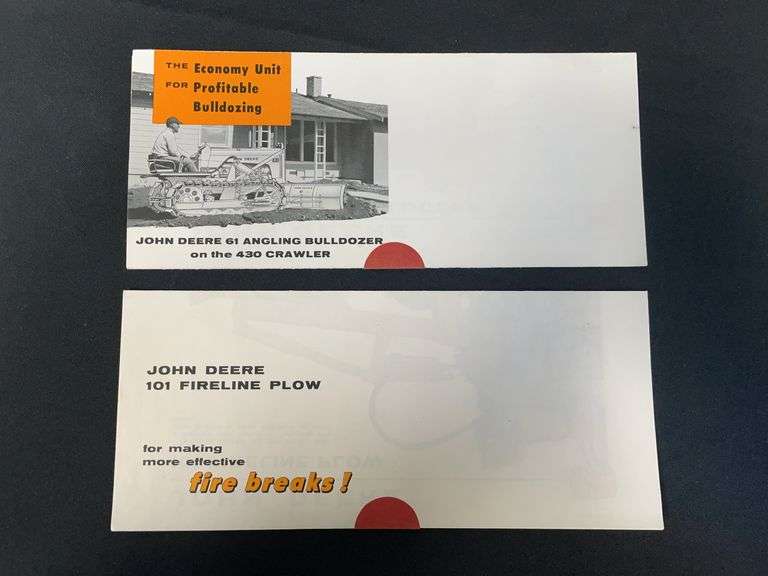 THE Economy Unit
FOR Profitable
Bulldozing
JOHN DEERE 61 ANGLING BULLDOZER
on the 430 CRAWLER
JOHN DEERE
101 FIRELINE PLOW
for making
more effective
fire breaks!